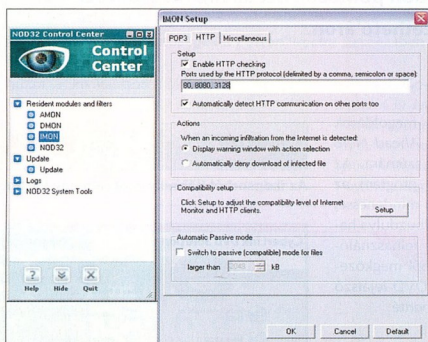 NOD32 Control Center
Control
Center
Resident modules and filters
AMON
DMON
IMON
NOD32
Update
Update
Logs
NOD32 System Tools
Help Hide Quit
IMON Setup
POP3 HTTP Miscellaneous
Setup
Enable HTTP checking
Ports used by the HTTP protocol (delimited by a comma, semicolon or space):
80, 8080, 3128
Automatically detect HTTP communication on other ports too
Actions
When an incoming infiltration from the Internet is detected:
Display warning window with action selection
Automatically deny download of infected file
Compatibility setup
Click Setup to adjust the compatibility level of Internet
Monitor and HTTP clients.
Setup
Automatic Passive mode
Switch to passive (compatible) mode for files
larger than kB
OK Cancel Default